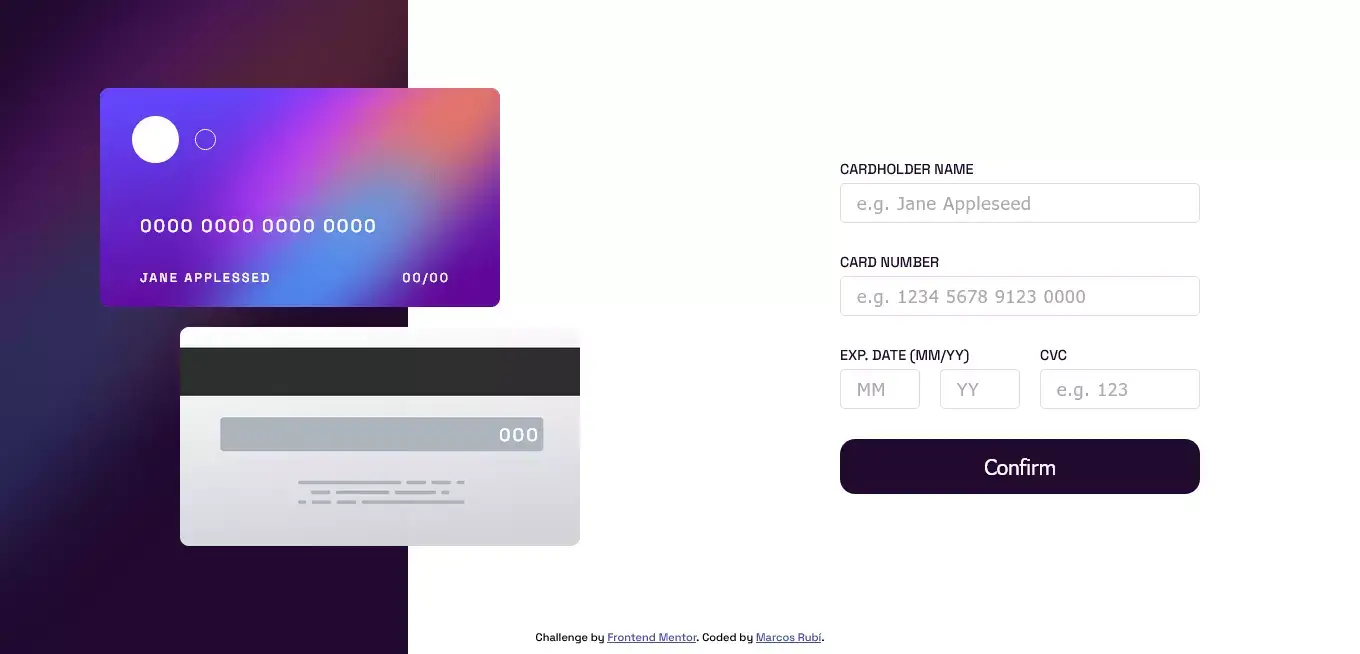 0000 0000 0000 0000
JANE APPLESSED 00/00
000
CARDHOLDER NAME
e.g. Jane Appleseed
CARD NUMBER
e.g. 1234 5678 9123 0000
EXP. DATE (MM/YY) CVC
MM YY e.g. 123
Confirm
Challenge by Frontend Mentor. Coded by Marcos Rubí.